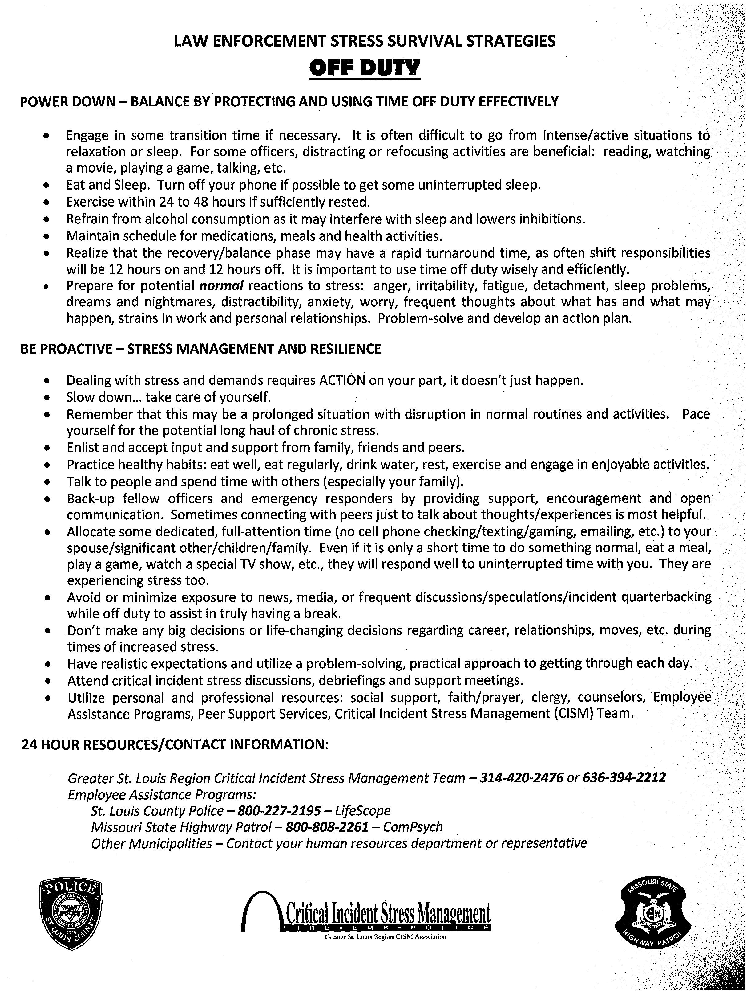 LAW ENFORCEMENT STRESS SURVIVAL STRATEGIES
OFF DUTY
POWER DOWN – BALANCE BY PROTECTING AND USING TIME OFF DUTY EFFECTIVELY
• Engage in some transition time if necessary. It is often difficult to go from intense/active situations to
relaxation or sleep. For some officers, distracting or refocusing activities are beneficial: reading, watching
a movie, playing a game, talking, etc.
• Eat and Sleep. Turn off your phone if possible to get some uninterrupted sleep.
• Exercise within 24 to 48 hours if sufficiently rested.
• Refrain from alcohol consumption as it may interfere with sleep and lowers inhibitions.
• Maintain schedule for medications, meals and health activities.
• Realize that the recovery/balance phase may have a rapid turnaround time, as often shift responsibilities
will be 12 hours on and 12 hours off. It is important to use time off duty wisely and efficiently.
• Prepare for potential normal reactions to stress: anger, irritability, fatigue, detachment, sleep problems,
dreams and nightmares, distractibility, anxiety, worry, frequent thoughts about what has and what may
happen, strains in work and personal relationships. Problem-solve and develop an action plan.
BE PROACTIVE – STRESS MANAGEMENT AND RESILIENCE
• Dealing with stress and demands requires ACTION on your part, it doesn't just happen.
• Slow down... take care of yourself.
• Remember that this may be a prolonged situation with disruption in normal routines and activities. Pace
yourself for the potential long haul of chronic stress.
• Enlist and accept input and support from family, friends and peers.
• Practice healthy habits: eat well, eat regularly, drink water, rest, exercise and engage in enjoyable activities.
• Talk to people and spend time with others (especially your family).
• Back-up fellow officers and emergency responders by providing support, encouragement and open
communication. Sometimes connecting with peers just to talk about thoughts/experiences is most helpful.
• Allocate some dedicated, full-attention time (no cell phone checking/texting/gaming, emailing, etc.) to your
spouse/significant other/children/family. Even if it is only a short time to do something normal, eat a meal,
play a game, watch a special TV show, etc., they will respond well to uninterrupted time with you. They are
experiencing stress too.
• Avoid or minimize exposure to news, media, or frequent discussions/speculations/incident quarterbacking
while off duty to assist in truly having a break.
• Don't make any big decisions or life-changing decisions regarding career, relationships, moves, etc. during
times of increased stress.
• Have realistic expectations and utilize a problem-solving, practical approach to getting through each day.
• Attend critical incident stress discussions, debriefings and support meetings.
• Utilize personal and professional resources: social support, faith/prayer, clergy, counselors, Employee
Assistance Programs, Peer Support Services, Critical Incident Stress Management (CISM) Team.
24 HOUR RESOURCES/CONTACT INFORMATION:
Greater St. Louis Region Critical Incident Stress Management Team – 314-420-2476 or 636-394-2212
Employee Assistance Programs:
St. Louis County Police – 800-227-2195 – LifeScope
Missouri State Highway Patrol – 800-808-2261 – ComPsych
Other Municipalities – Contact your human resources department or representative
POLICE
TO SERVE AND PROTECT
POLICE
ST. LOUIS CO. MISSOURI
1955
ST. LOUIS COUNTY
Critical Incident Stress Management
FIRE • EMS • POLICE
Greater St. Louis Region CISM Association
MISSOURI STATE
HIGHWAY PATROL